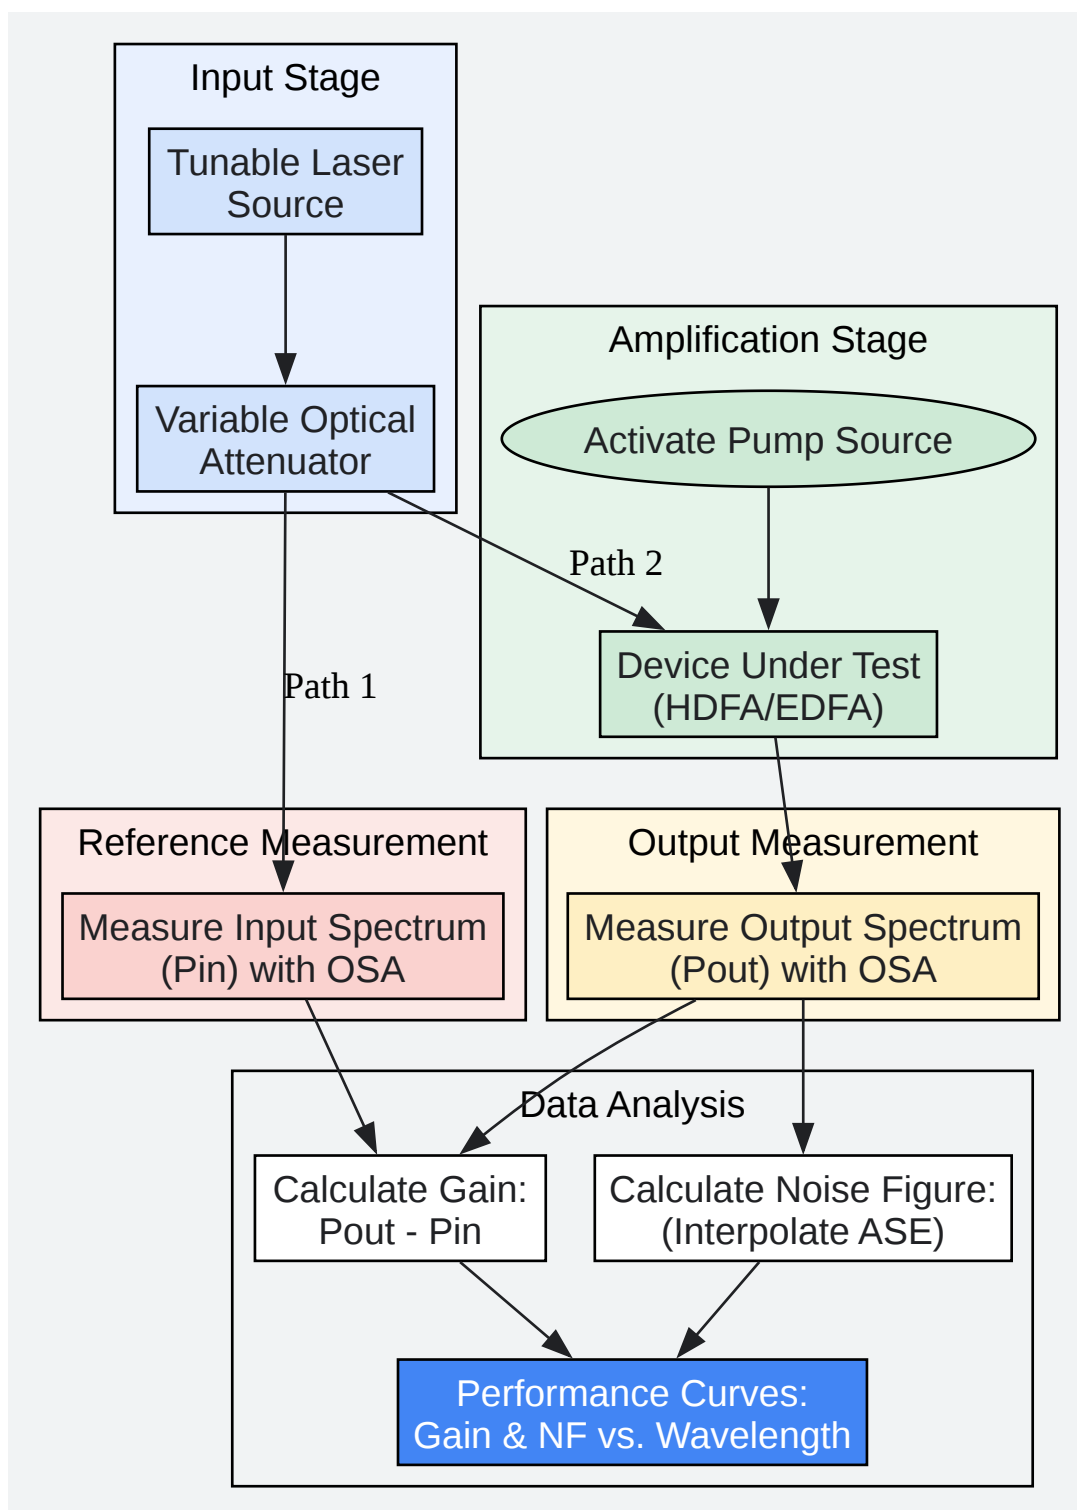 Input Stage
Tunable Laser
Source
Variable Optical
Attenuator
Amplification Stage
Activate Pump Source
Path 2
Device Under Test
(HDFA/EDFA)
Path 1
Reference Measurement
Measure Input Spectrum
(Pin) with OSA
Output Measurement
Measure Output Spectrum
(Pout) with OSA
Data Analysis
Calculate Gain:
Pout - Pin
Calculate Noise Figure:
(Interpolate ASE)
Performance Curves:
Gain & NF vs. Wavelength